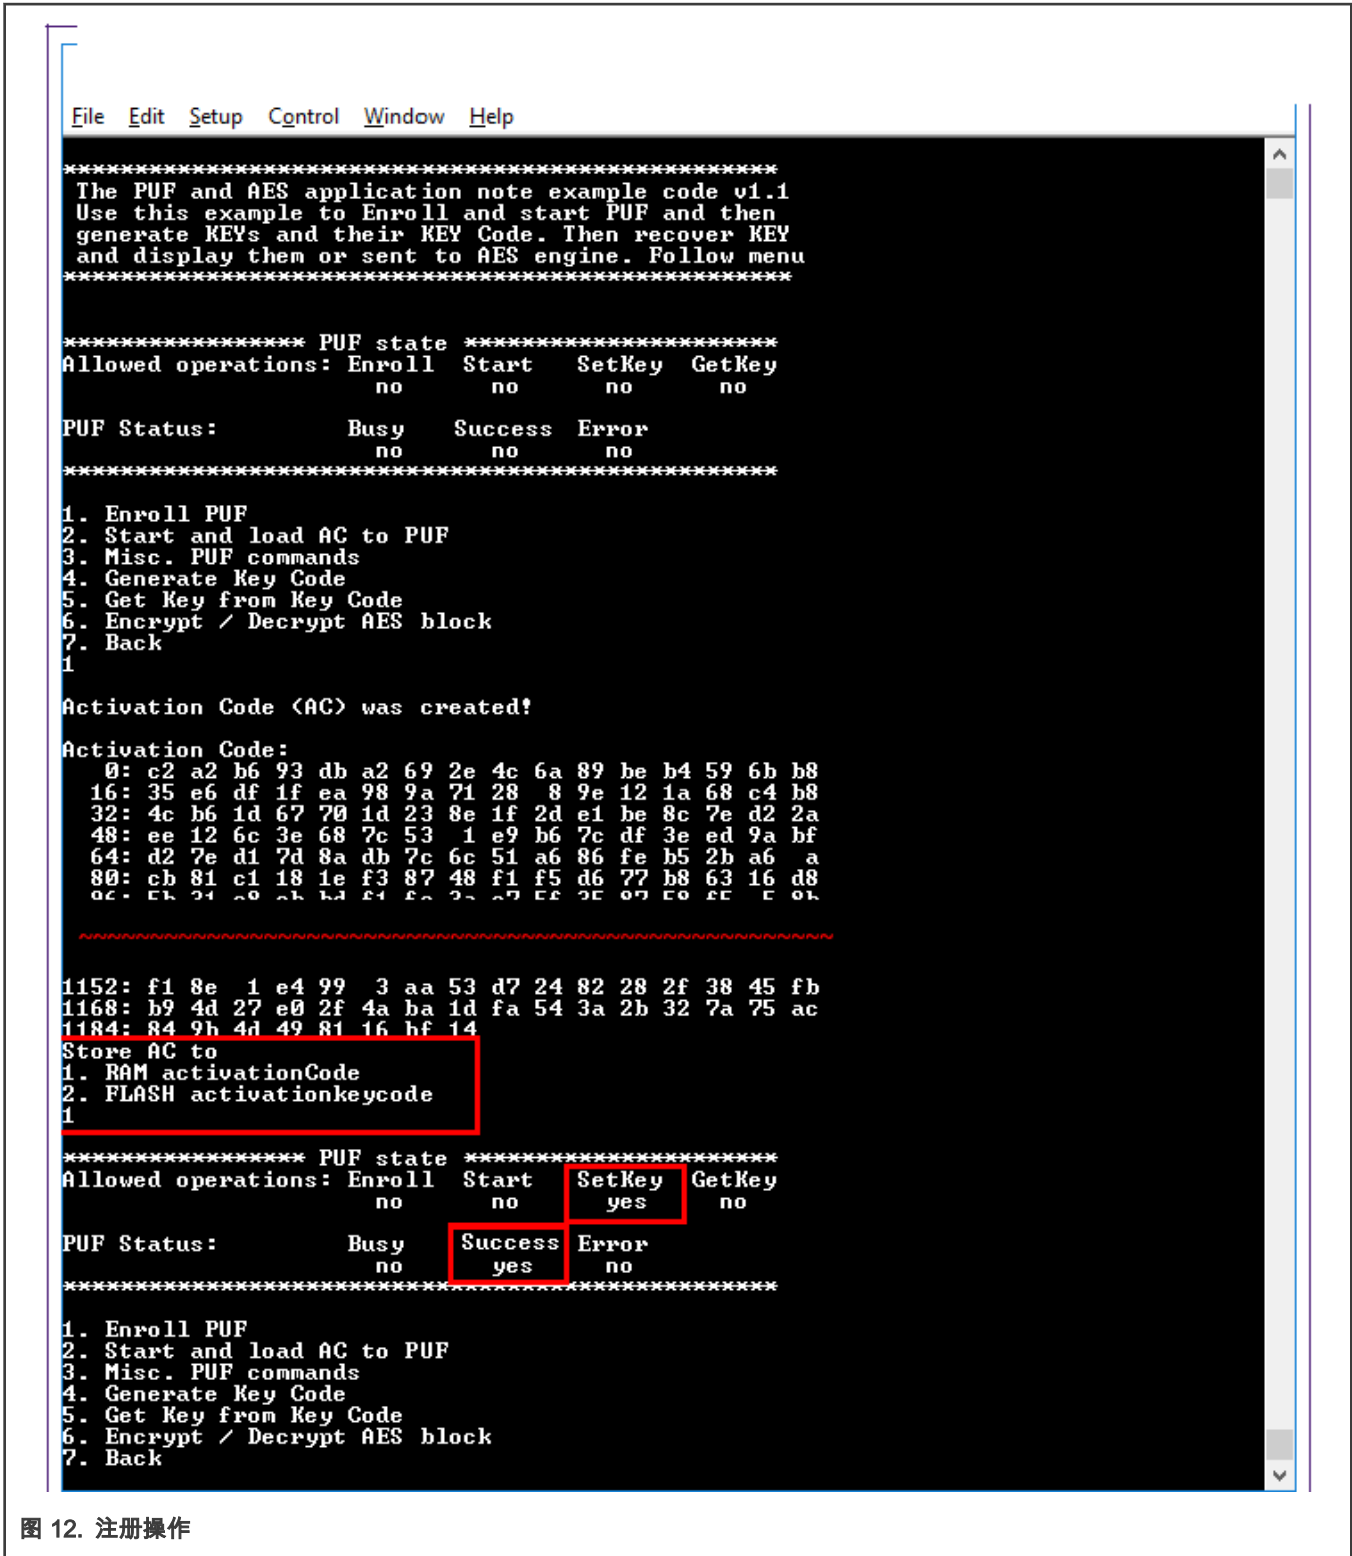 File Edit Setup Control Window Help
**************************************************
The PUF and AES application note example code v1.1
Use this example to Enroll and start PUF and then
generate KEYs and their KEY Code. Then recover KEY
and display them or sent to AES engine. Follow menu
***************************************************
***************** PUF state **********************
Allowed operations: Enroll Start SetKey GetKey
no no no no
PUF Status: Busy Success Error
no no no
**************************************************
1. Enroll PUF
2. Start and load AC to PUF
3. Misc. PUF commands
4. Generate Key Code
5. Get Key from Key Code
6. Encrypt / Decrypt AES block
7. Back
1
Activation Code (AC) was created!
Activation Code:
0: c2 a2 b6 93 db a2 69 2e 4c 6a 89 be b4 59 6b b8
16: 35 e6 df 1f ea 98 9a 71 28 8 9e 12 1a 68 c4 b8
32: 4c b6 1d 67 70 1d 23 8e 1f 2d e1 be 8c 7e d2 2a
48: ee 12 6c 3e 68 7c 53 1 e9 b6 7c df 3e ed 9a bf
64: d2 7e d1 7d 8a db 7c 6c 51 a6 86 fe b5 2b a6 a
80: cb 81 c1 18 1e f3 87 48 f1 f5 d6 77 b8 63 16 d8
96:
1152: f1 8e 1 e4 99 3 aa 53 d7 24 82 28 2f 38 45 fb
1168: b9 4d 27 e0 2f 4a ba 1d fa 54 3a 2b 32 7a 75 ac
1184: 84 9b 4d 49 81 16 bf 14
Store AC to
1. RAM activationCode
2. FLASH activationkeycode
1
***************** PUF state **********************
Allowed operations: Enroll Start SetKey GetKey
no no yes no
PUF Status: Busy Success Error
no yes no
**************************************************
1. Enroll PUF
2. Start and load AC to PUF
3. Misc. PUF commands
4. Generate Key Code
5. Get Key from Key Code
6. Encrypt / Decrypt AES block
7. Back
图 12. 注册操作